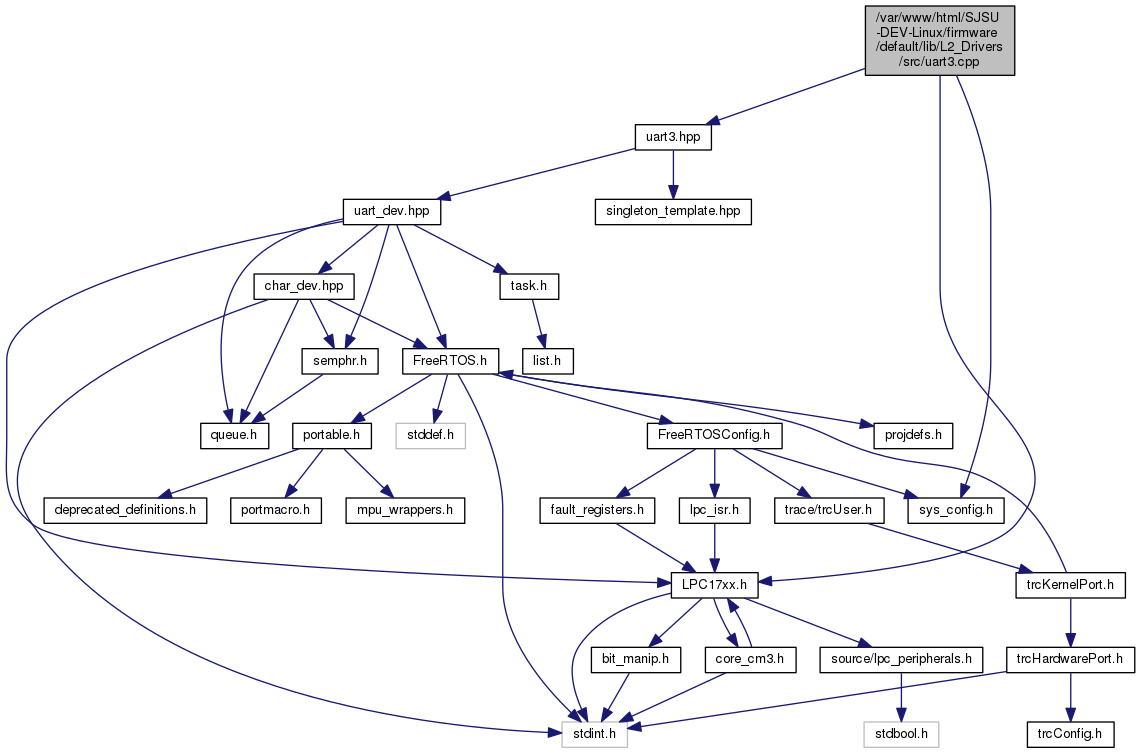 /var/www/html/SJSU
-DEV-Linux/firmware
/default/lib/L2_Drivers
/src/uart3.cpp
uart3.hpp
uart_dev.hpp
singleton_template.hpp
char_dev.hpp
task.h
semphr.h
FreeRTOS.h
list.h
queue.h
portable.h
stddef.h
FreeRTOSConfig.h
projdefs.h
deprecated_definitions.h
portmacro.h
mpu_wrappers.h
fault_registers.h
lpc_isr.h
trace/trcUser.h
sys_config.h
LPC17xx.h
trcKernelPort.h
bit_manip.h
core_cm3.h
source/lpc_peripherals.h
trcHardwarePort.h
stdint.h
stdbool.h
trcConfig.h